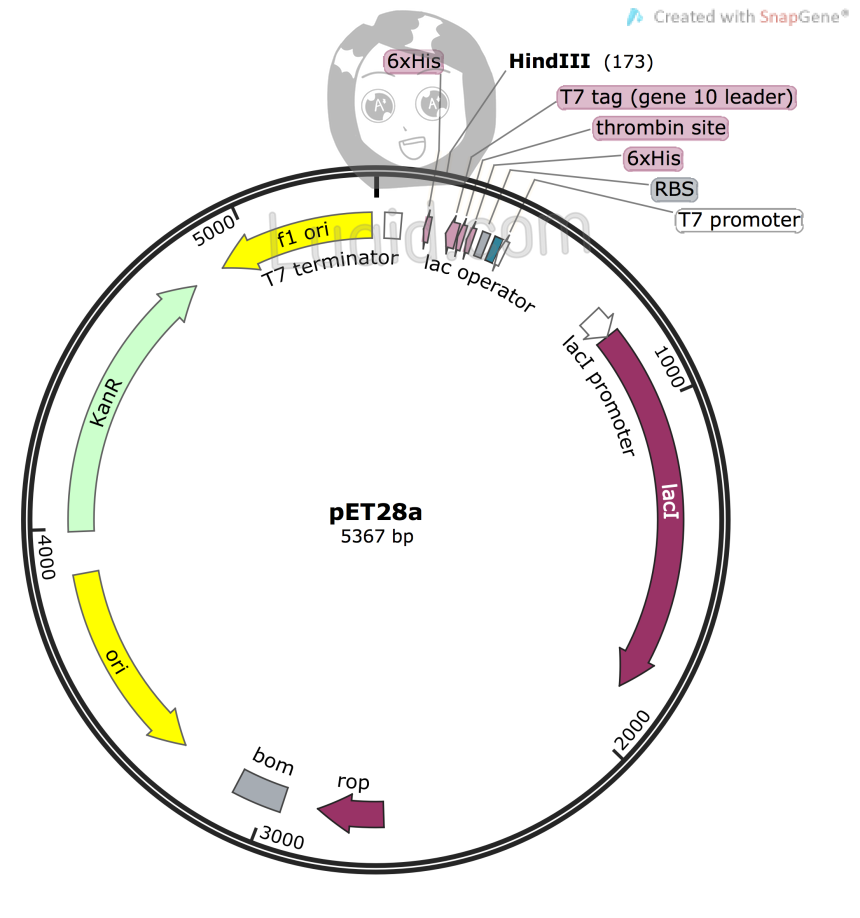 Created with SnapGene®
6xHis
HindIII (173)
T7 tag (gene 10 leader)
thrombin site
6xHis
RBS
T7 promoter
A+ A+
5000
f1 ori
T7 terminator
lac operator
lacI promoter
1000
KanR
lacI
pET28a
5367 bp
4000
ori
2000
bom
rop
3000